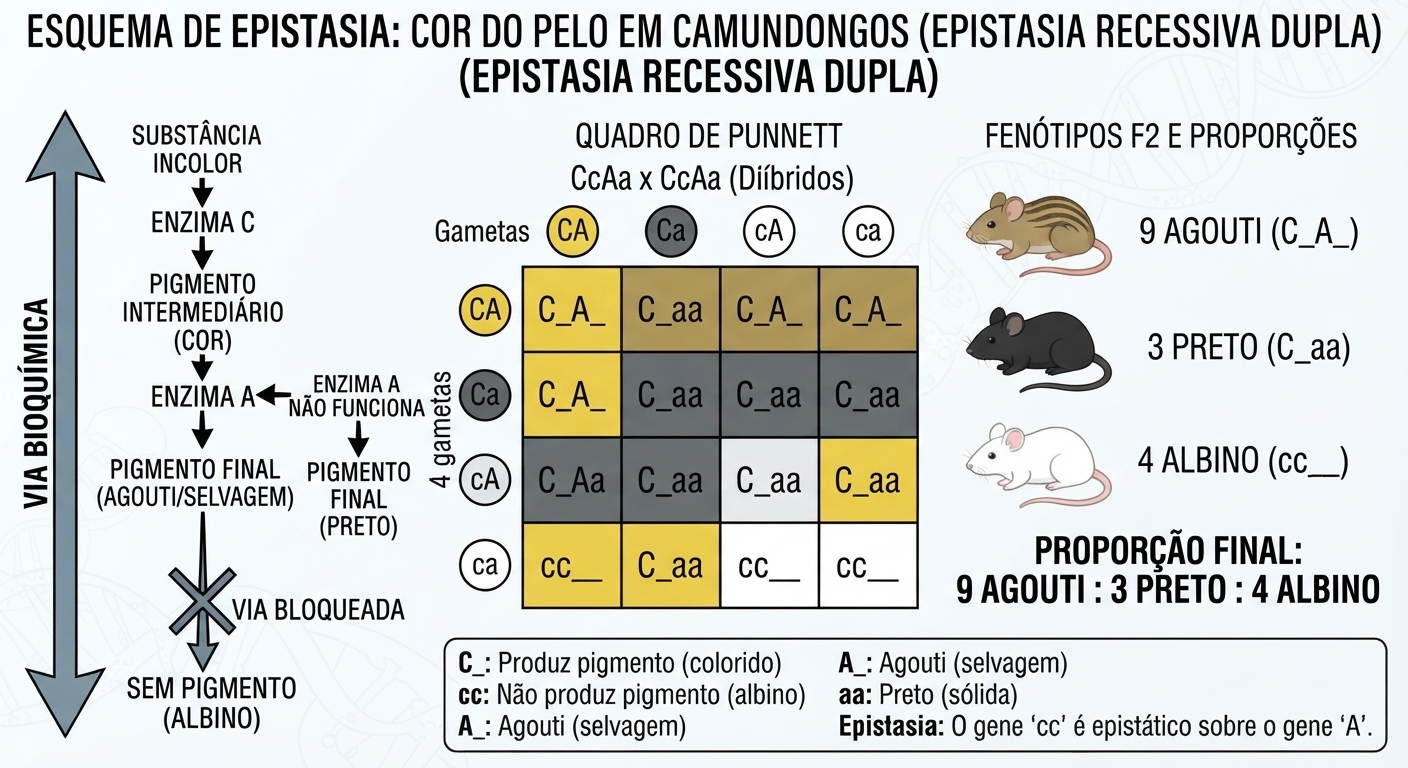 ESQUEMA DE EPISTASIA: COR DO PELO EM CAMUNDONGOS (EPISTASIA RECESSIVA DUPLA)
(EPISTASIA RECESSIVA DUPLA)
VIA BIOQUÍMICA
SUBSTÂNCIA
INCOLOR
ENZIMA C
PIGMENTO
INTERMEDIÁRIO
(COR)
ENZIMA A
ENZIMA A
NÃO FUNCIONA
PIGMENTO FINAL
(AGOUTI/SELVAGEM)
PIGMENTO
FINAL
(PRETO)
VIA BLOQUEADA
SEM PIGMENTO
(ALBINO)
QUADRO DE PUNNETT
CcAa x CcAa (Diíbridos)
Gametas CA Ca cA ca
4 gametas
CA C_A_ C_aa C_A_ C_A_
Ca C_A_ C_aa C_aa C_aa
cA C_Aa C_aa C_aa C_aa
ca cc__ C_aa cc__ cc__
FENÓTIPOS F2 E PROPORÇÕES
9 AGOUTI (C_A_)
3 PRETO (C_aa)
4 ALBINO (cc__)
PROPORÇÃO FINAL:
9 AGOUTI : 3 PRETO : 4 ALBINO
C_: Produz pigmento (colorido)
cc: Não produz pigmento (albino)
A_: Agouti (selvagem)
A_: Agouti (selvagem)
aa: Preto (sólida)
Epistasia: O gene 'cc' é epistático sobre o gene 'A'.